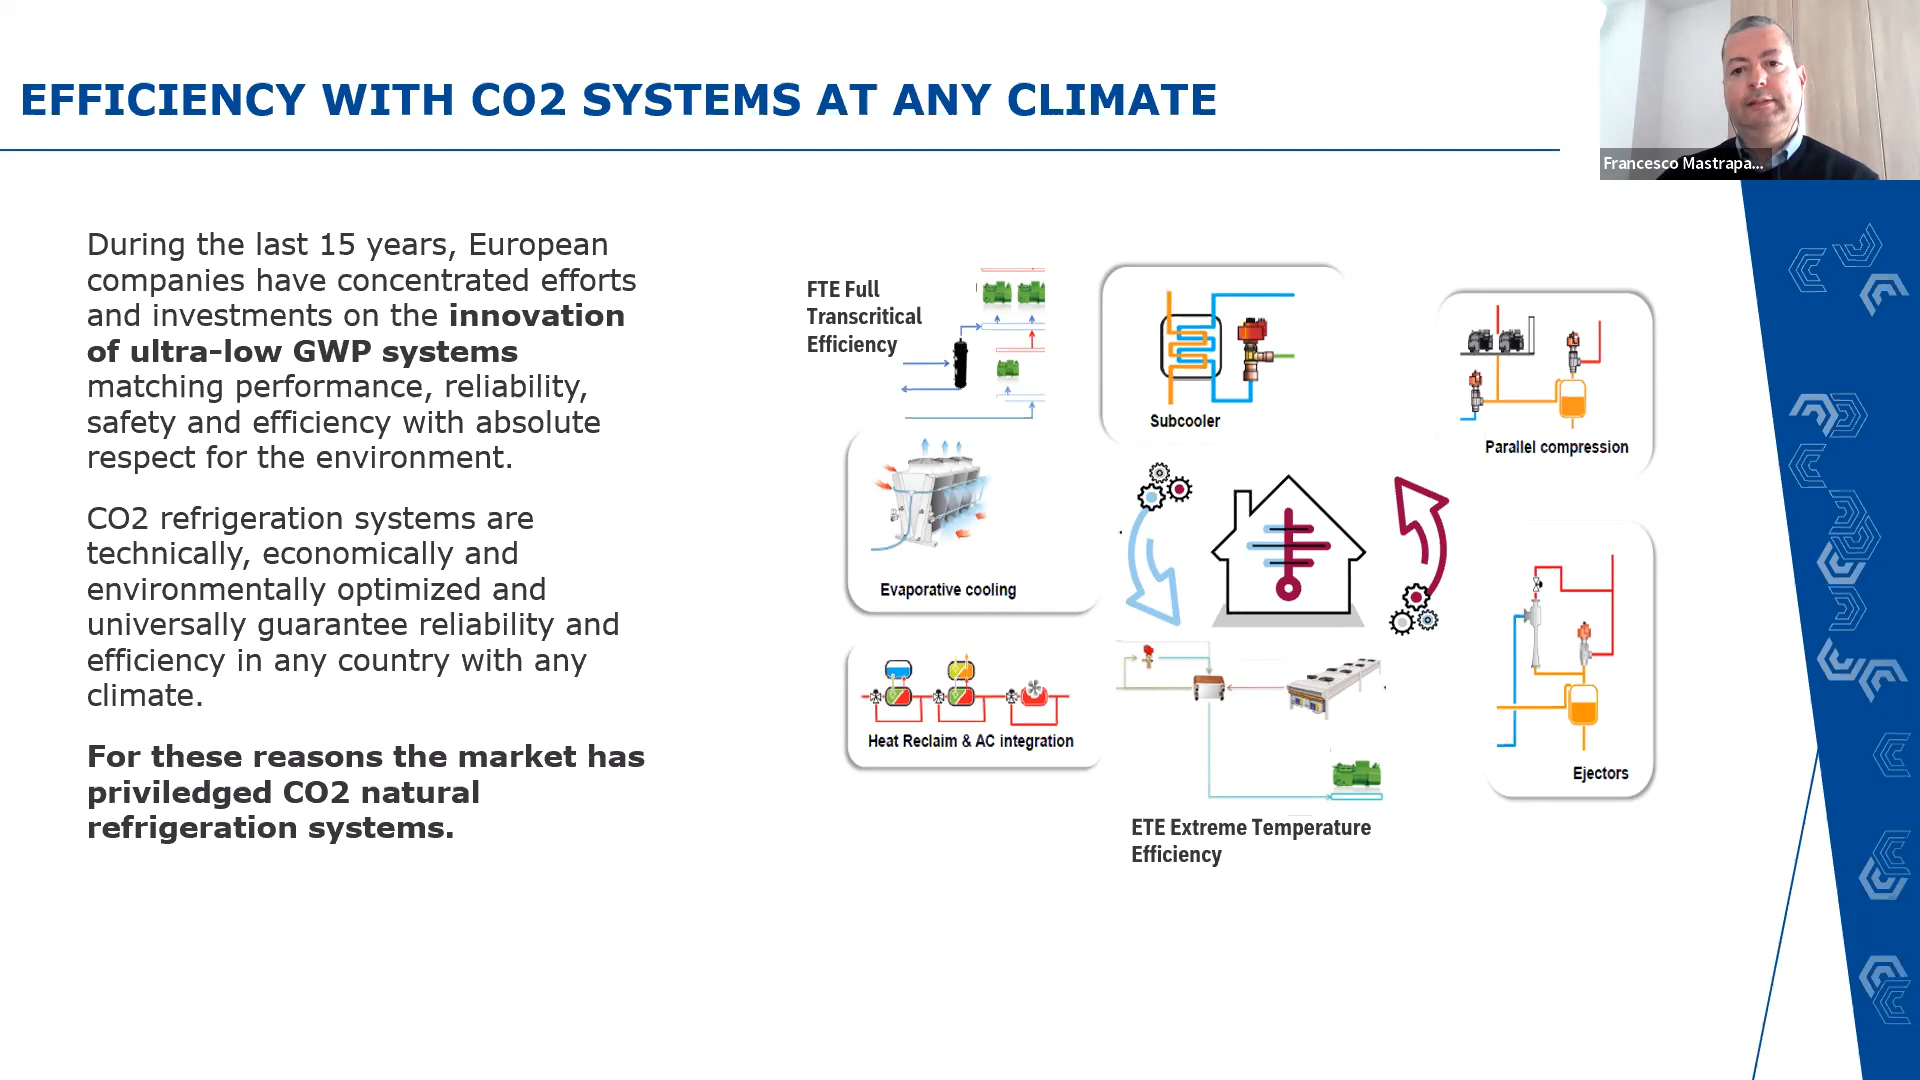 EFFICIENCY WITH CO2 SYSTEMS AT ANY CLIMATE
Francesco Mastrapa...
During the last 15 years, European
companies have concentrated efforts
and investments on the innovation
of ultra-low GWP systems
matching performance, reliability,
safety and efficiency with absolute
respect for the environment.
CO2 refrigeration systems are
technically, economically and
environmentally optimized and
universally guarantee reliability and
efficiency in any country with any
climate.
For these reasons the market has
priviledged CO2 natural
refrigeration systems.
FTE Full
Transcritical
Efficiency
Subcooler
Parallel compression
Evaporative cooling
Heat Reclaim & AC integration
Ejectors
ETE Extreme Temperature
Efficiency